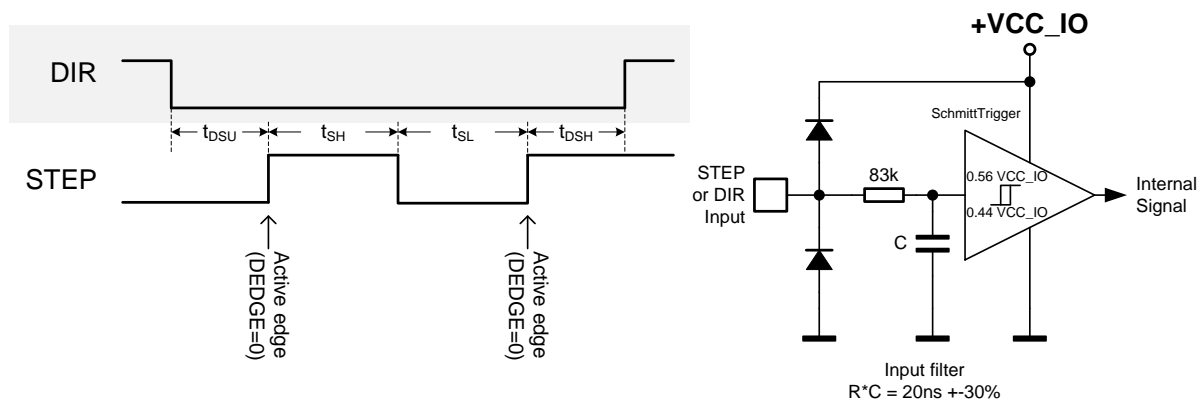 DIR
tDSU
tSH
tSL
tDSH
STEP
Active edge
(DEDGE=0)
Active edge
(DEDGE=0)
+VCC_IO
SchmittTrigger
STEP
or DIR
Input
83k
0.56 VCC_IO
0.44 VCC_IO
Internal
Signal
C
Input filter
R*C = 20ns +-30%